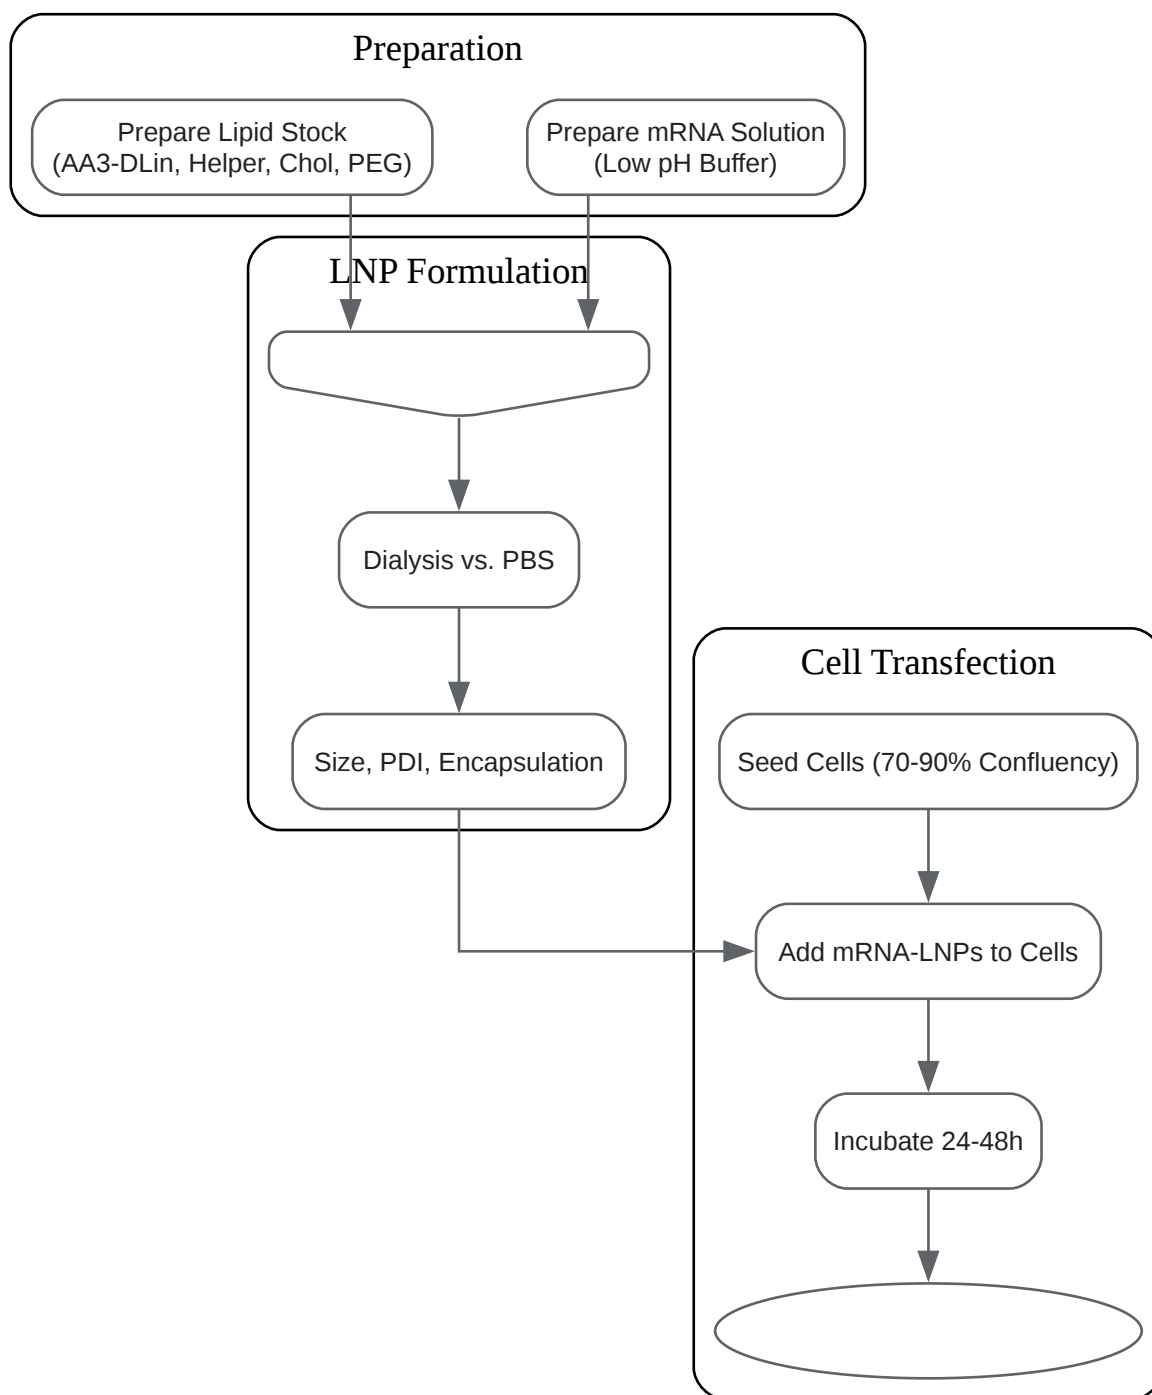 Preparation
Prepare Lipid Stock
(AA3-DLin, Helper, Chol, PEG)
Prepare mRNA Solution
(Low pH Buffer)
LNP Formulation
Dialysis vs. PBS
Size, PDI, Encapsulation
Cell Transfection
Seed Cells (70-90% Confluency)
Add mRNA-LNPs to Cells
Incubate 24-48h